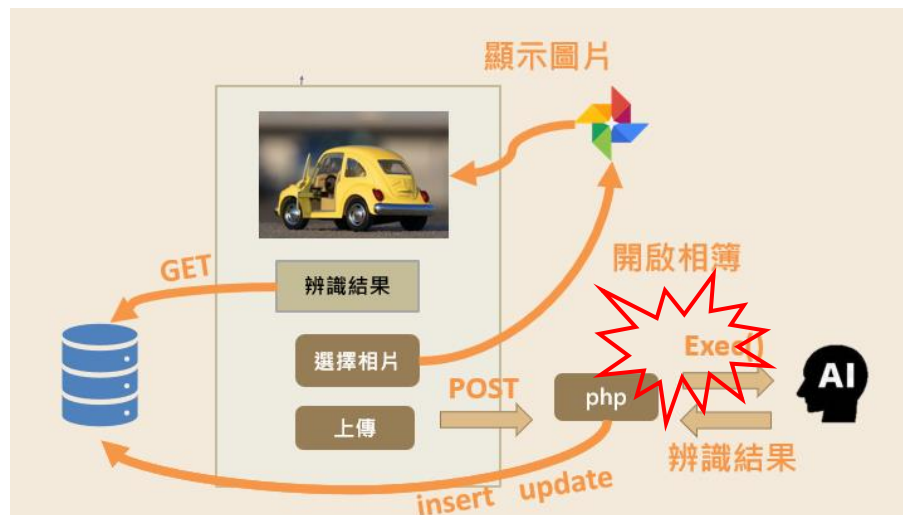 顯示圖片
GET
辨識結果
開啟相簿
選擇相片
Exec()
AI
POST
php
上傳
辨識結果
insert update